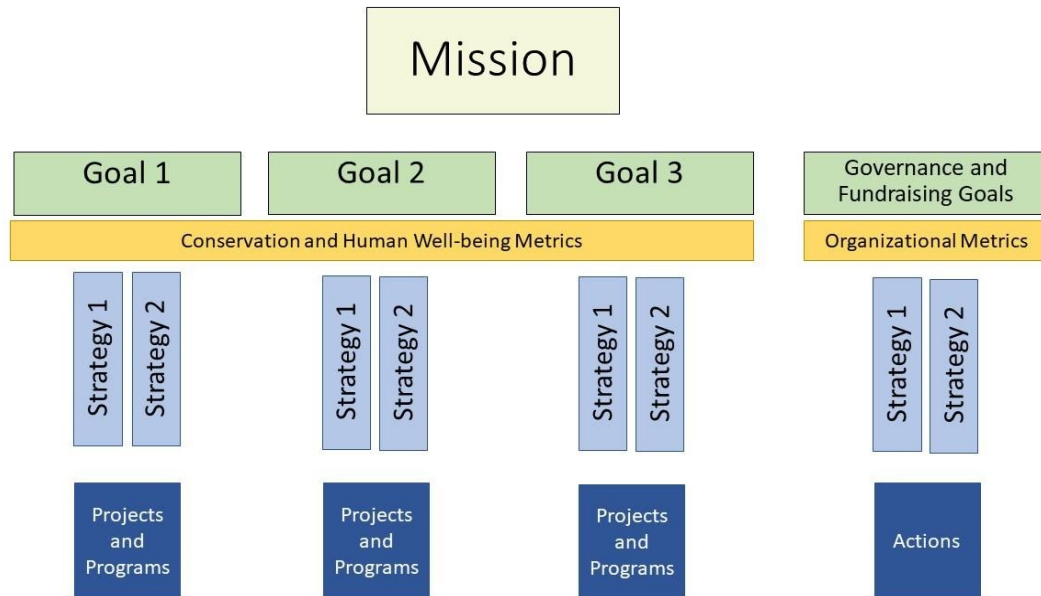 Mission
Goal 1
Goal 2
Goal 3
Governance and
Fundraising Goals
Conservation and Human Well-being Metrics
Organizational Metrics
Strategy 1
Strategy 2
Strategy 1
Strategy 2
Strategy 1
Strategy 2
Strategy 1
Strategy 2
Projects
and
Programs
Projects
and
Programs
Projects
and
Programs
Actions